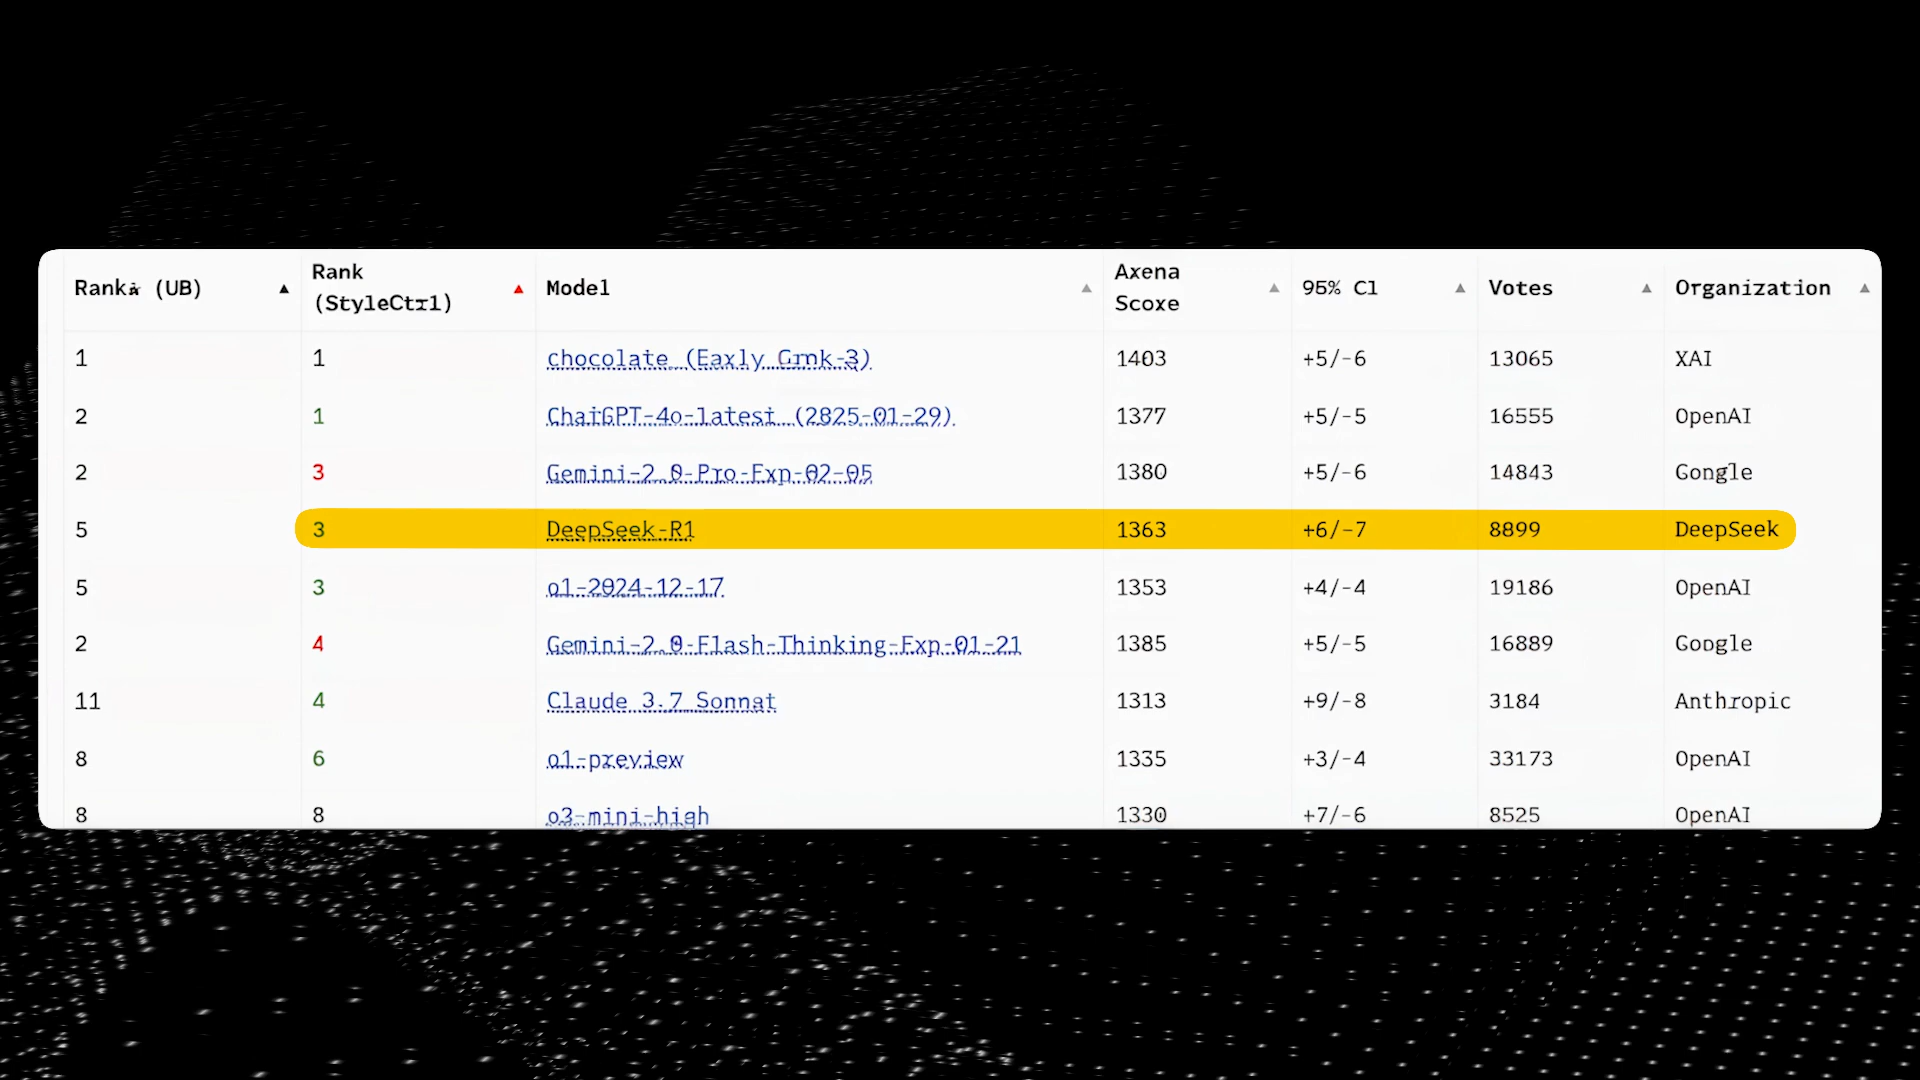 Rank* (UB) ▲ Rank (StyleCtrl) ▲ Model ▲ Axena Scoxe ▲ 95% Cl ▲ Votes ▲ Organization ▲
1 1 chocolate (Eaxly Grnk-3) 1403 +5/-6 13065 XAI
2 1 ChaiGPT-4o-latest (2825-01-29) 1377 +5/-5 16555 OpenAI
2 3 Gemini-2.0-Pro-Exp-02-05 1380 +5/-6 14843 Gongle
5 3 DeepSeek-R1 1363 +6/-7 8899 DeepSeek
5 3 o1-2024-12-17 1353 +4/-4 19186 OpenAI
2 4 Gemini-2.0-Flash-Thinking-Exp-01-21 1385 +5/-5 16889 Google
11 4 Claude 3.7 Sonnat 1313 +9/-8 3184 Anthropic
8 6 o1-preview 1335 +3/-4 33173 OpenAI
8 8 o3-mini-high 1330 +7/-6 8525 OpenAI